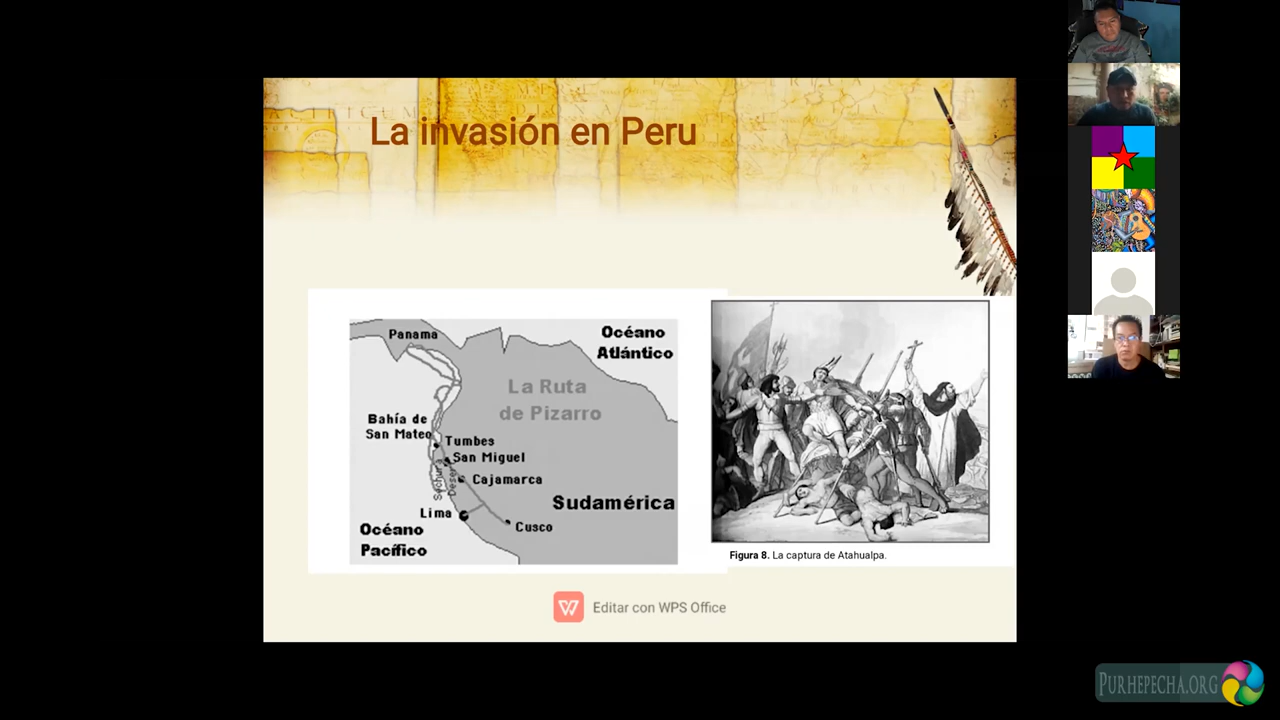 La invasión en Peru
Panama
Océano
Atlántico
La Ruta
de Pizarro
Bahía de
San Mateo
Tumbes
San Miguel
Cajamarca
Sudamérica
Lima
Cusco
Océano
Pacífico
Figura 8. La captura de Atahualpa.
Editar con WPS Office
PURHEPECHA.ORG